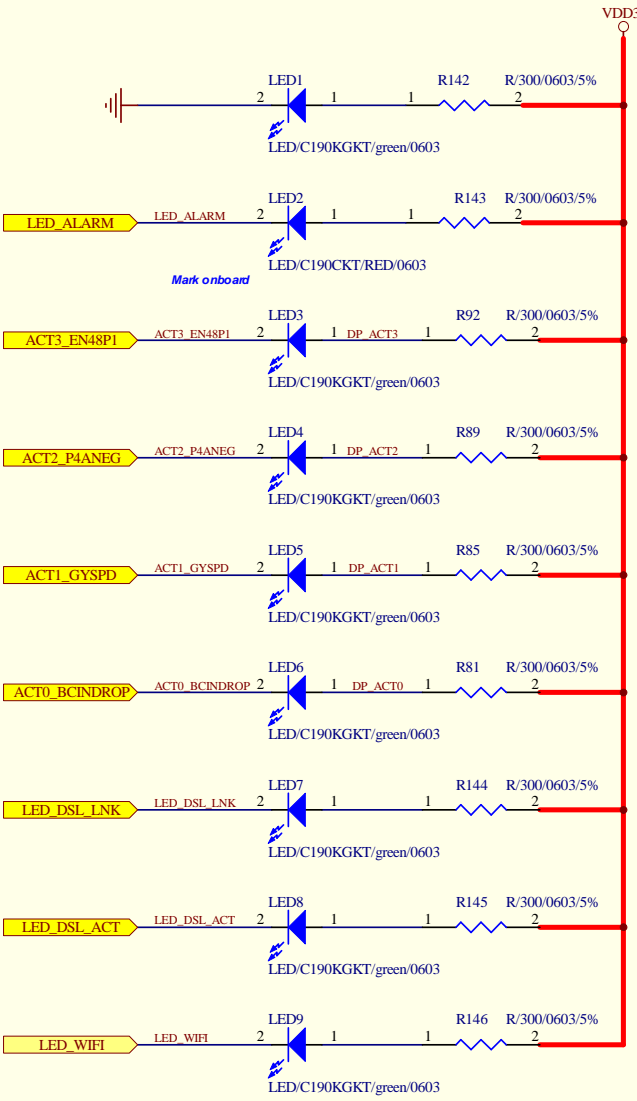 VDD3
LED1 R142 R/300/0603/5%
2 1 1 2
LED/C190KGKT/green/0603
LED2 R143 R/300/0603/5%
LED_ALARM LED_ALARM 2 1 1 2
LED/C190CKT/RED/0603
Mark onboard
LED3 R92 R/300/0603/5%
ACT3_EN48P1 ACT3_EN48P1 2 1 DP_ACT3 1 2
LED/C190KGKT/green/0603
LED4 R89 R/300/0603/5%
ACT2_P4ANEG ACT2_P4ANEG 2 1 DP_ACT2 1 2
LED/C190KGKT/green/0603
LED5 R85 R/300/0603/5%
ACT1_GYSPD ACT1_GYSPD 2 1 DP_ACT1 1 2
LED/C190KGKT/green/0603
LED6 R81 R/300/0603/5%
ACT0_BCINDROP ACT0_BCINDROP 2 1 DP_ACT0 1 2
LED/C190KGKT/green/0603
LED7 R144 R/300/0603/5%
LED_DSL_LNK LED_DSL_LNK 2 1 1 2
LED/C190KGKT/green/0603
LED8 R145 R/300/0603/5%
LED_DSL_ACT LED_DSL_ACT 2 1 1 2
LED/C190KGKT/green/0603
LED9 R146 R/300/0603/5%
LED_WIFI LED_WIFI 2 1 1 2
LED/C190KGKT/green/0603